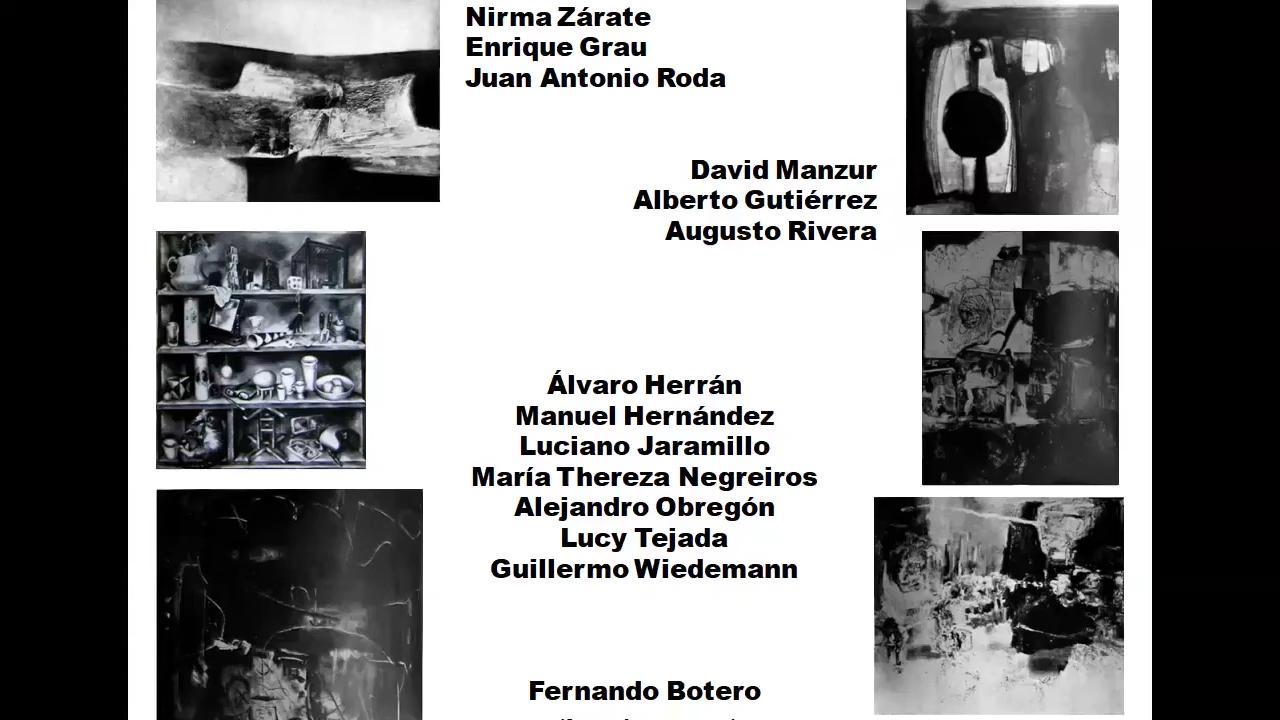 Nirma Zárate
Enrique Grau
Juan Antonio Roda
David Manzur
Alberto Gutiérrez
Augusto Rivera
Álvaro Herrán
Manuel Hernández
Luciano Jaramillo
María Thereza Negreiros
Alejandro Obregón
Lucy Tejada
Guillermo Wiedemann
Fernando Botero